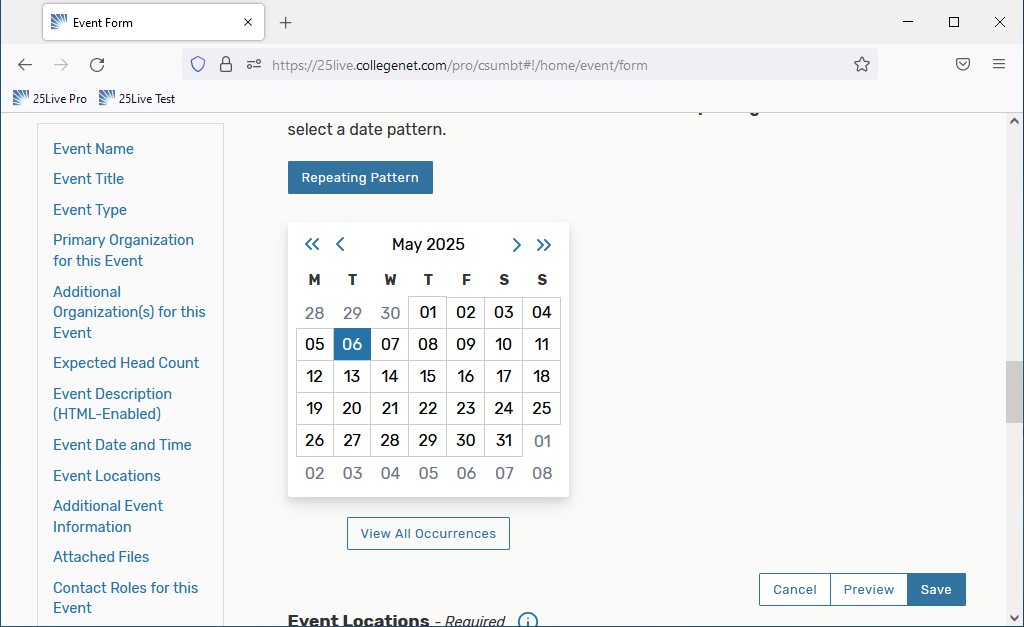 Event Form
https://25live.collegenet.com/pro/csumbt#!/home/event/form
25Live Pro 25Live Test
Event Name
Event Title
Event Type
Primary Organization
for this Event
Additional
Organization(s) for this
Event
Expected Head Count
Event Description
(HTML-Enabled)
Event Date and Time
Event Locations
Additional Event
Information
Attached Files
Contact Roles for this
Event
select a date pattern.
Repeating Pattern
May 2025
M T W T F S S
28 29 30 01 02 03 04
05 06 07 08 09 10 11
12 13 14 15 16 17 18
19 20 21 22 23 24 25
26 27 28 29 30 31 01
02 03 04 05 06 07 08
View All Occurrences
Cancel Preview Save
Event Locations - Required